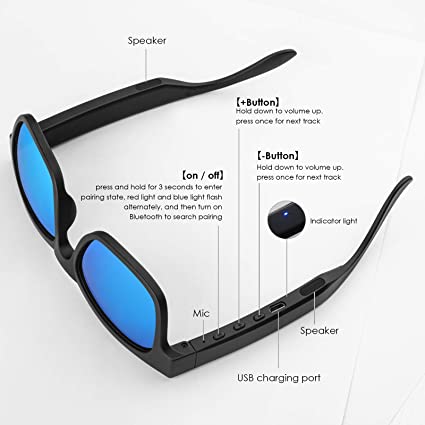 Speaker
[+Button]
Hold down to volume up,
press once for next track
[-Button]
Hold down to volume up,
press once for next track
[on / off]
press and hold for 3 seconds to enter
pairing state, red light and blue light flash
alternately, and then turn on
Bluetooth to search pairing
Indicator light
Mic
Speaker
USB charging port